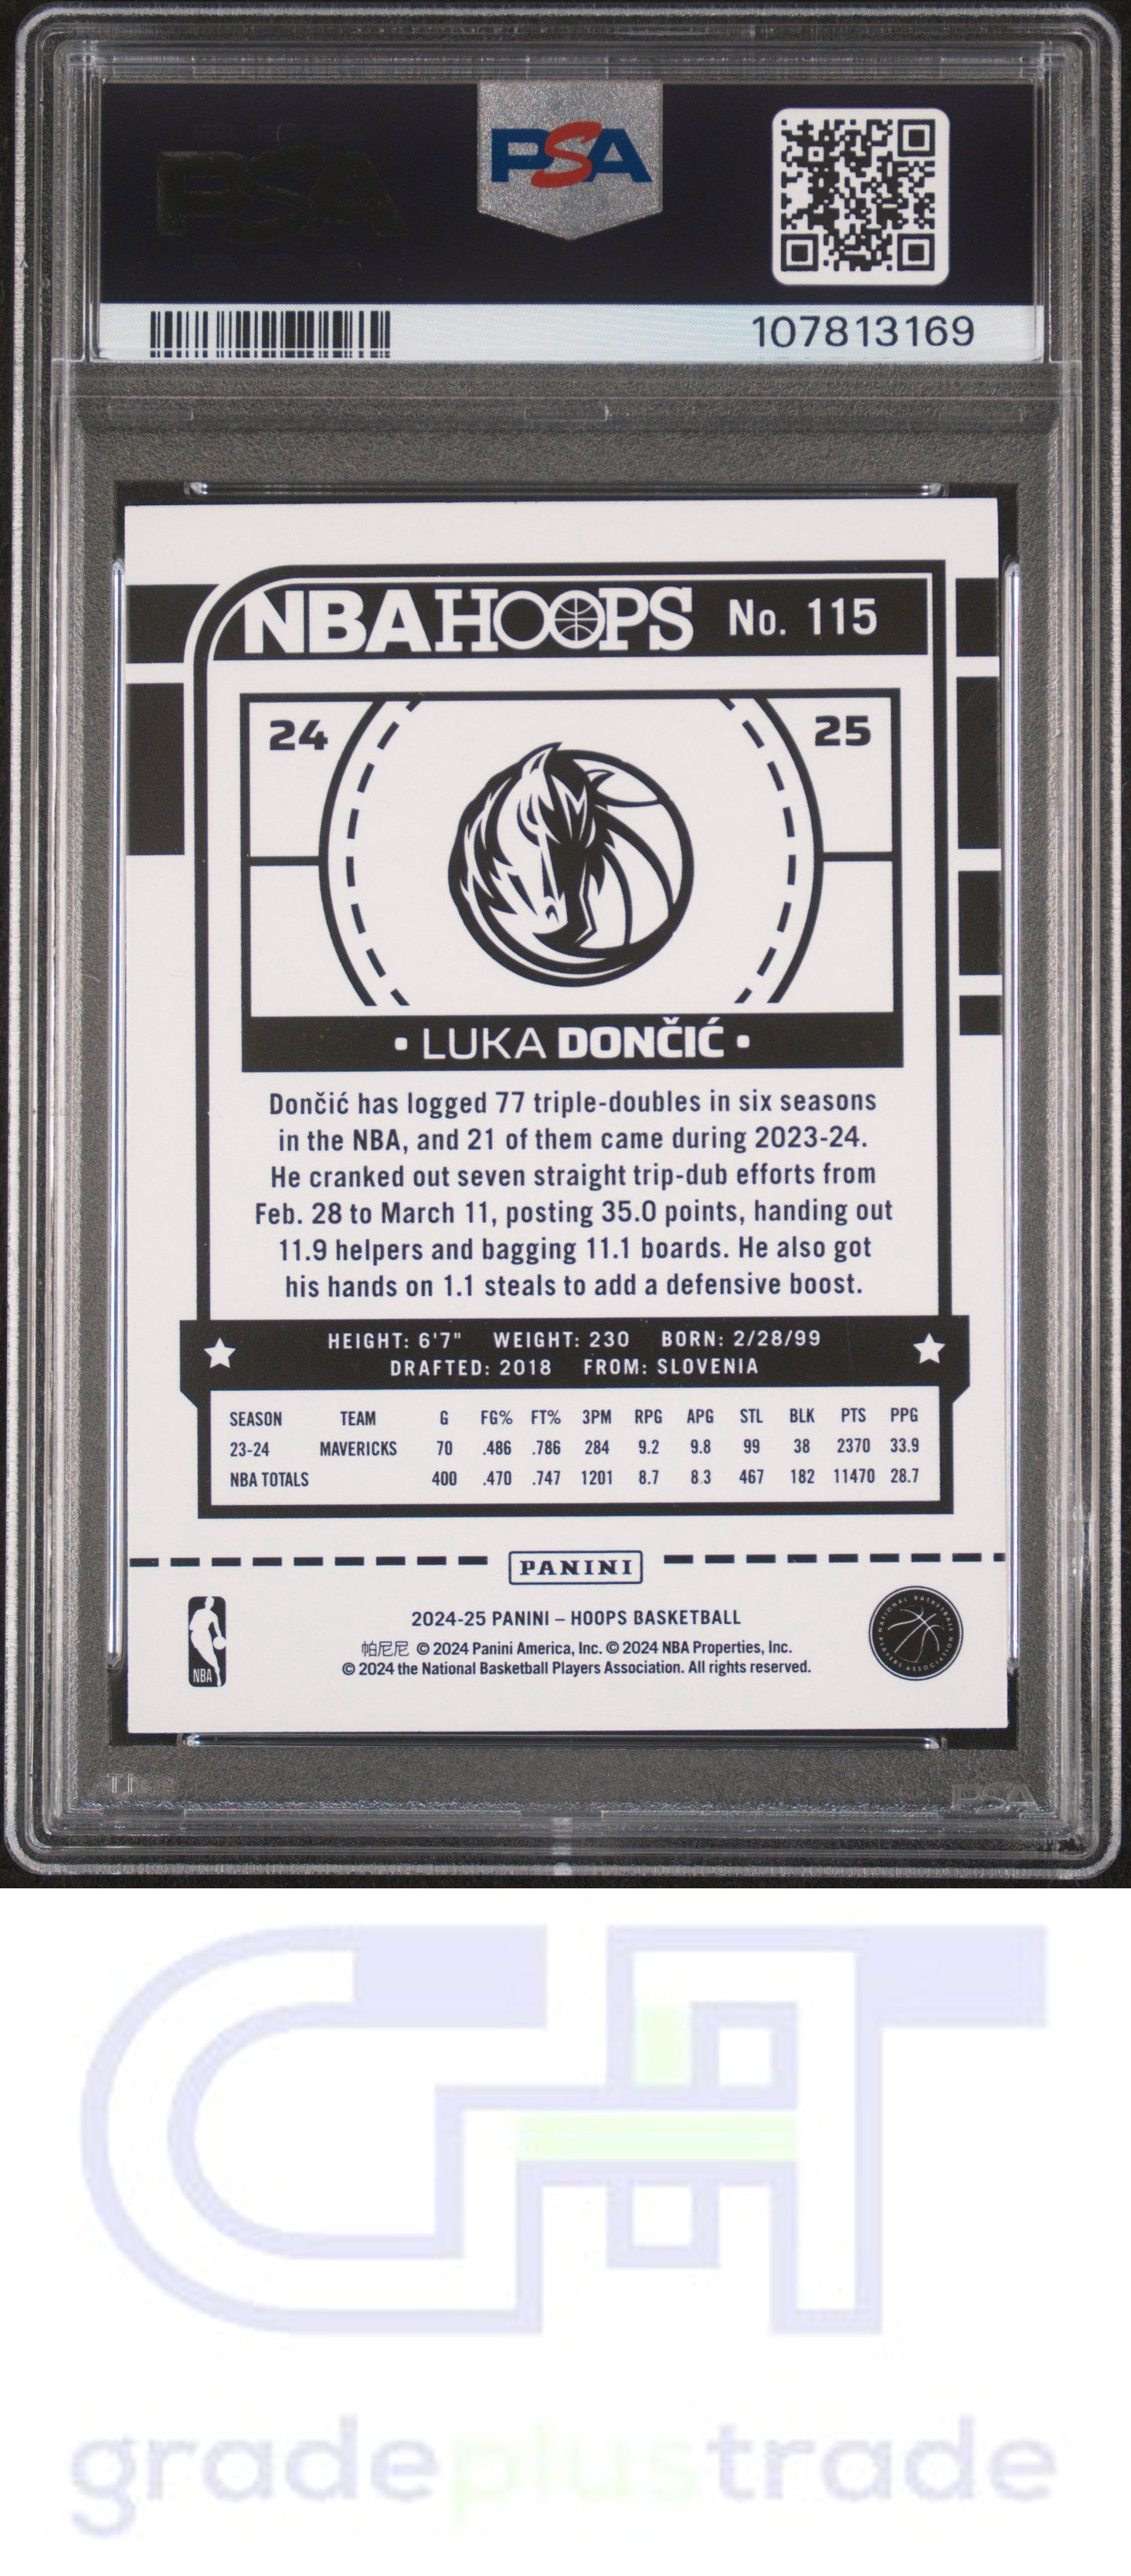 PSA
PSA
107813169
NBA HOOPS No. 115
24 25
• LUKA DONČIĆ •
Dončić has logged 77 triple-doubles in six seasons
in the NBA, and 21 of them came during 2023-24.
He cranked out seven straight trip-dub efforts from
Feb. 28 to March 11, posting 35.0 points, handing out
11.9 helpers and bagging 11.1 boards. He also got
his hands on 1.1 steals to add a defensive boost.
HEIGHT: 6'7" WEIGHT: 230 BORN: 2/28/99
DRAFTED: 2018 FROM: SLOVENIA
SEASON TEAM G FG% FT% 3PM RPG APG STL BLK PTS PPG
23-24 MAVERICKS 70 .486 .786 284 9.2 9.8 99 38 2370 33.9
NBA TOTALS 400 .470 .747 1201 8.7 8.3 467 182 11470 28.7
PANINI
2024-25 PANINI – HOOPS BASKETBALL
帕尼尼 © 2024 Panini America, Inc. © 2024 NBA Properties, Inc.
© 2024 the National Basketball Players Association. All rights reserved.
NBA
NATIONAL BASKETBALL PLAYERS ASSOCIATION
PSA
gradeplustrade